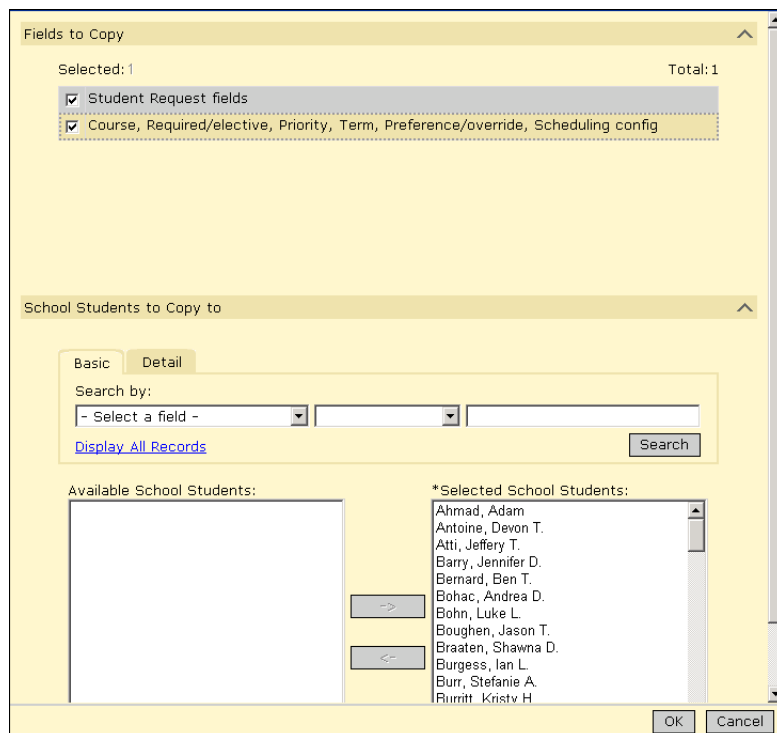 Fields to Copy
Selected: 1 Total: 1
Student Request fields
Course, Required/elective, Priority, Term, Preference/override, Scheduling config
School Students to Copy to
Basic Detail
Search by:
- Select a field -
Display All Records Search
Available School Students: *Selected School Students:
Ahmad, Adam
Antoine, Devon T.
Atti, Jeffery T.
Barry, Jennifer D.
Bernard, Ben T.
Bohac, Andrea D.
->
Bohn, Luke L.
Boughen, Jason T.
Braaten, Shawna D.
<-
Burgess, Ian L.
Burr, Stefanie A.
Burritt, Kristy H
OK Cancel